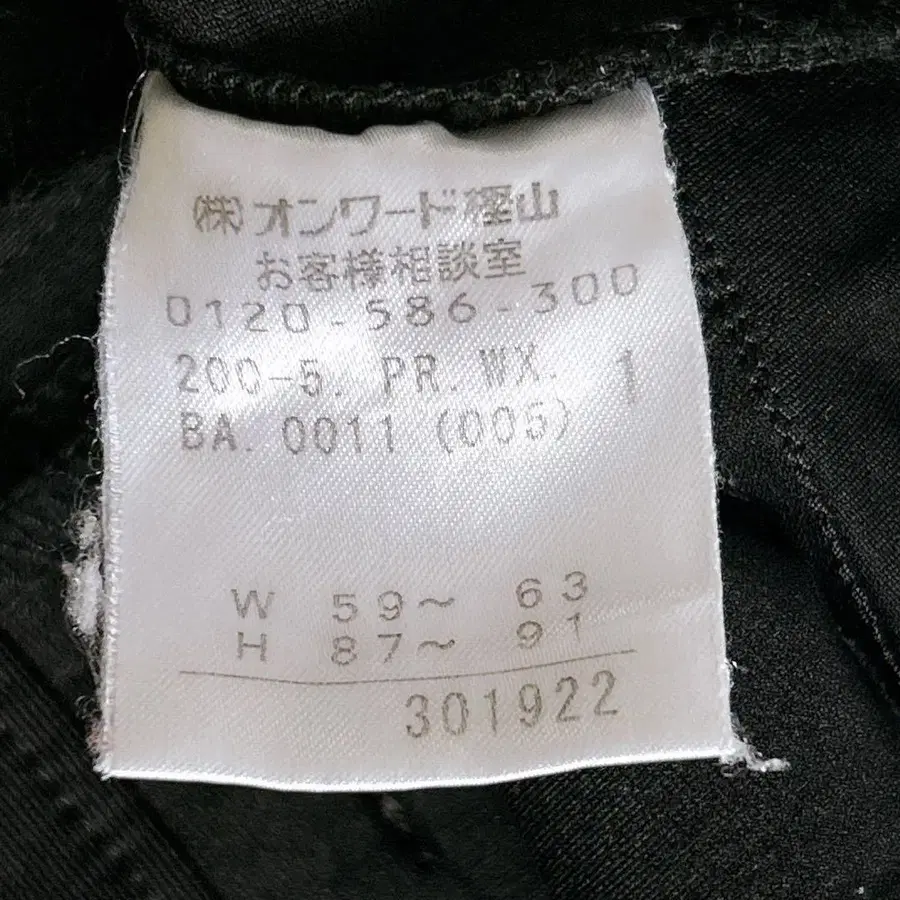 ㈱オンワード樫山
お客様相談室
0120-586-300
200-5. PR. WX. 1
BA. 0011 (005)
W 59～ 63
H 87～ 91
301922